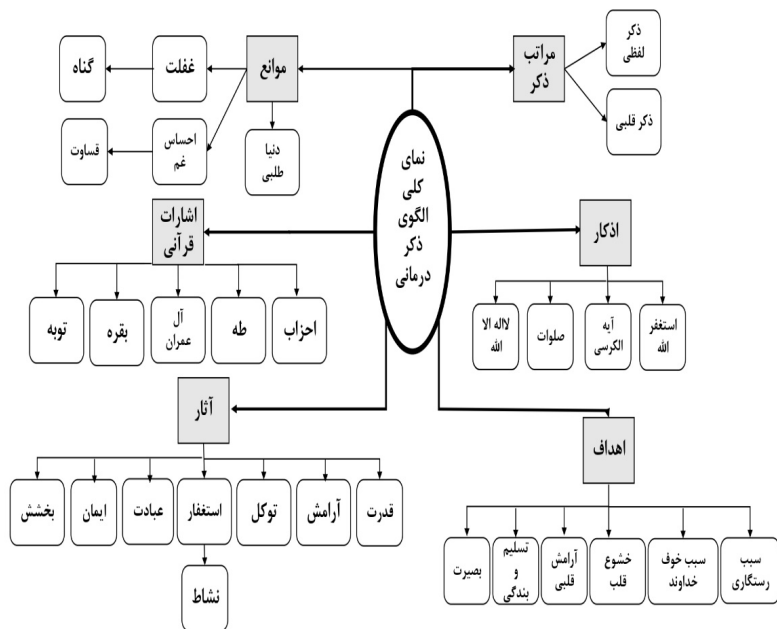 نمای
کلی
الگوی
ذکر
درمانی
مراتب
ذکر
ذکر
لفظی
ذکر قلبی
موانع
غفلت
گناه
احساس
غم
قساوت
دنیا
طلبی
اذکار
استغفر
الله
آیه
الکرسی
صلوات
لااله الا
الله
اشارات
قرآنی
احزاب
طه
آل
عمران
بقره
توبه
اهداف
سبب
رستگاری
سبب خوف
خداوند
خشوع
قلب
آرامش
قلبی
تسلیم
و
بندگی
بصیرت
آثار
قدرت
آرامش
توکل
استغفار
عبادت
ایمان
بخشش
نشاط